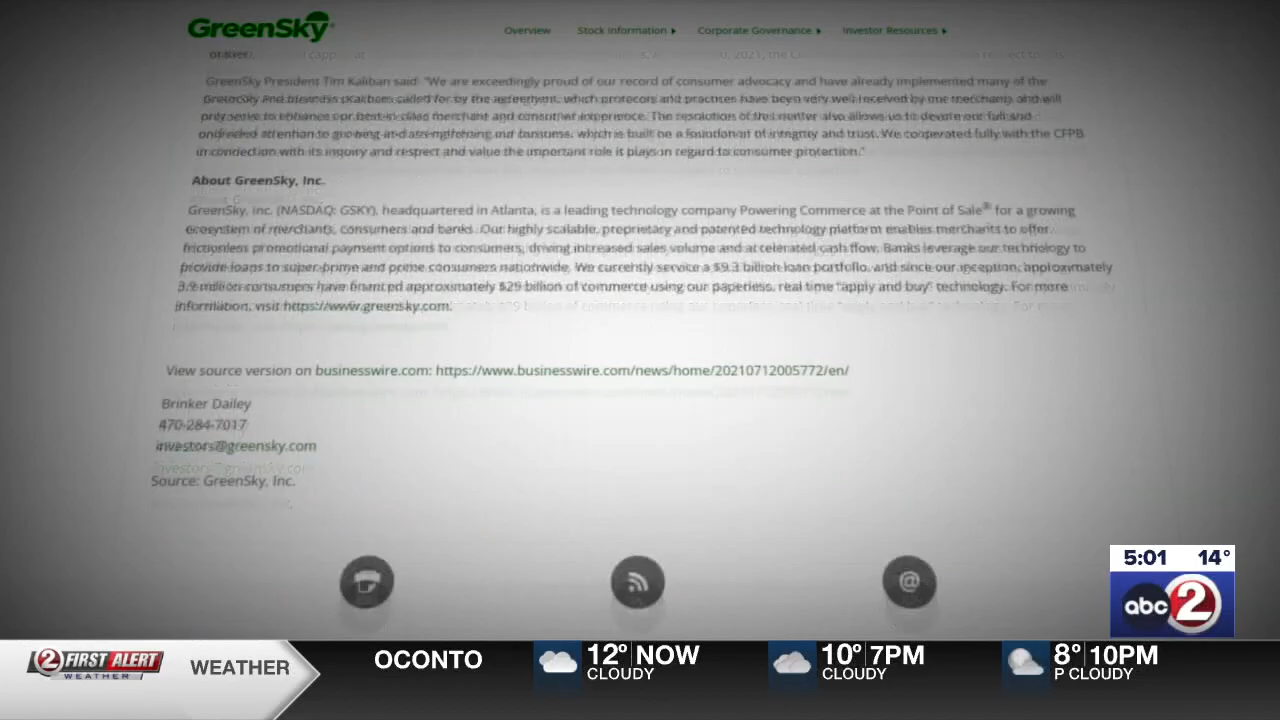 GreenSky
Overview Stock Information Corporate Governance Investor Resources
GreenSky President Tim Kaliban said: "We are exceedingly proud of our record of consumer advocacy and have already implemented many of the
called for by the agreement, which protocols and practices have been very well received by our merchants and will
only serve to enhance our best-in-class merchant and consumer experience. The resolution of this matter also allows us to devote our full and
undivided attention to growing and strengthening our business, which is built on a foundation of integrity and trust. We cooperated fully with the CFPB
in connection with its inquiry and respect and value the important role it plays in regard to consumer protection."
About GreenSky, Inc.
GreenSky, Inc. (NASDAQ: GSKY), headquartered in Atlanta, is a leading technology company Powering Commerce at the Point of Sale® for a growing
ecosystem of merchants, consumers and banks. Our highly scalable, proprietary and patented technology platform enables merchants to offer
frictionless promotional payment options to consumers, driving increased sales volume and accelerated cash flow. Banks leverage our technology to
provide loans to super-prime and prime consumers nationwide. We currently service a $9.3 billion loan portfolio, and since our inception, approximately
3.9 million consumers have financed approximately $29 billion of commerce using our paperless, real time "apply and buy" technology. For more
information, visit https://www.greensky.com.
View source version on businesswire.com: https://www.businesswire.com/news/home/20210712005772/en/
Brinker Dailey
470-284-7017
investors@greensky.com
Source: GreenSky, Inc.
5:01 14°
abc 2
2 FIRST ALERT
WEATHER
WEATHER
OCONTO
12° NOW
CLOUDY
10° 7PM
CLOUDY
8° 10PM
P CLOUDY